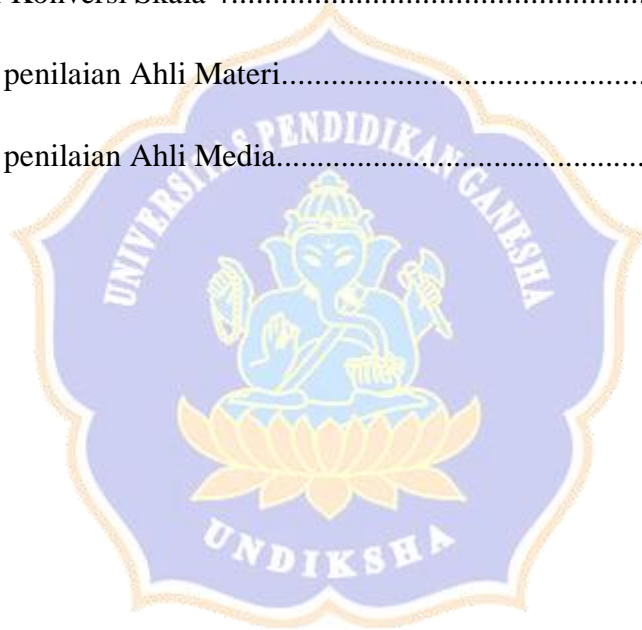 Konversi Skala 4....................................................
penilaian Ahli Materi..............................................
penilaian Ahli Media...............................................
UNIVERSITAS PENDIDIKAN GANESHA
UNDIKSHA